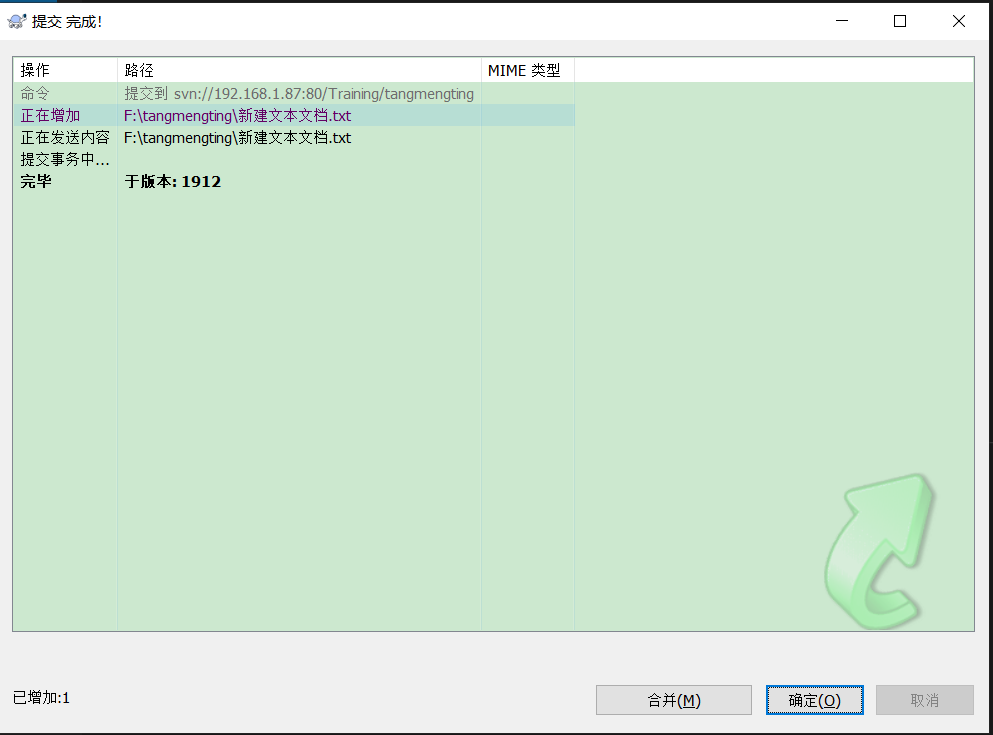 提交 完成!
操作 路径 MIME 类型
命令 提交到 svn://192.168.1.87:80/Training/tangmengting
正在增加 F:\tangmengting\新建文本文档.txt
正在发送内容 F:\tangmengting\新建文本文档.txt
提交事务中...
完毕 于版本: 1912
已增加:1 合并(M) 确定(O) 取消